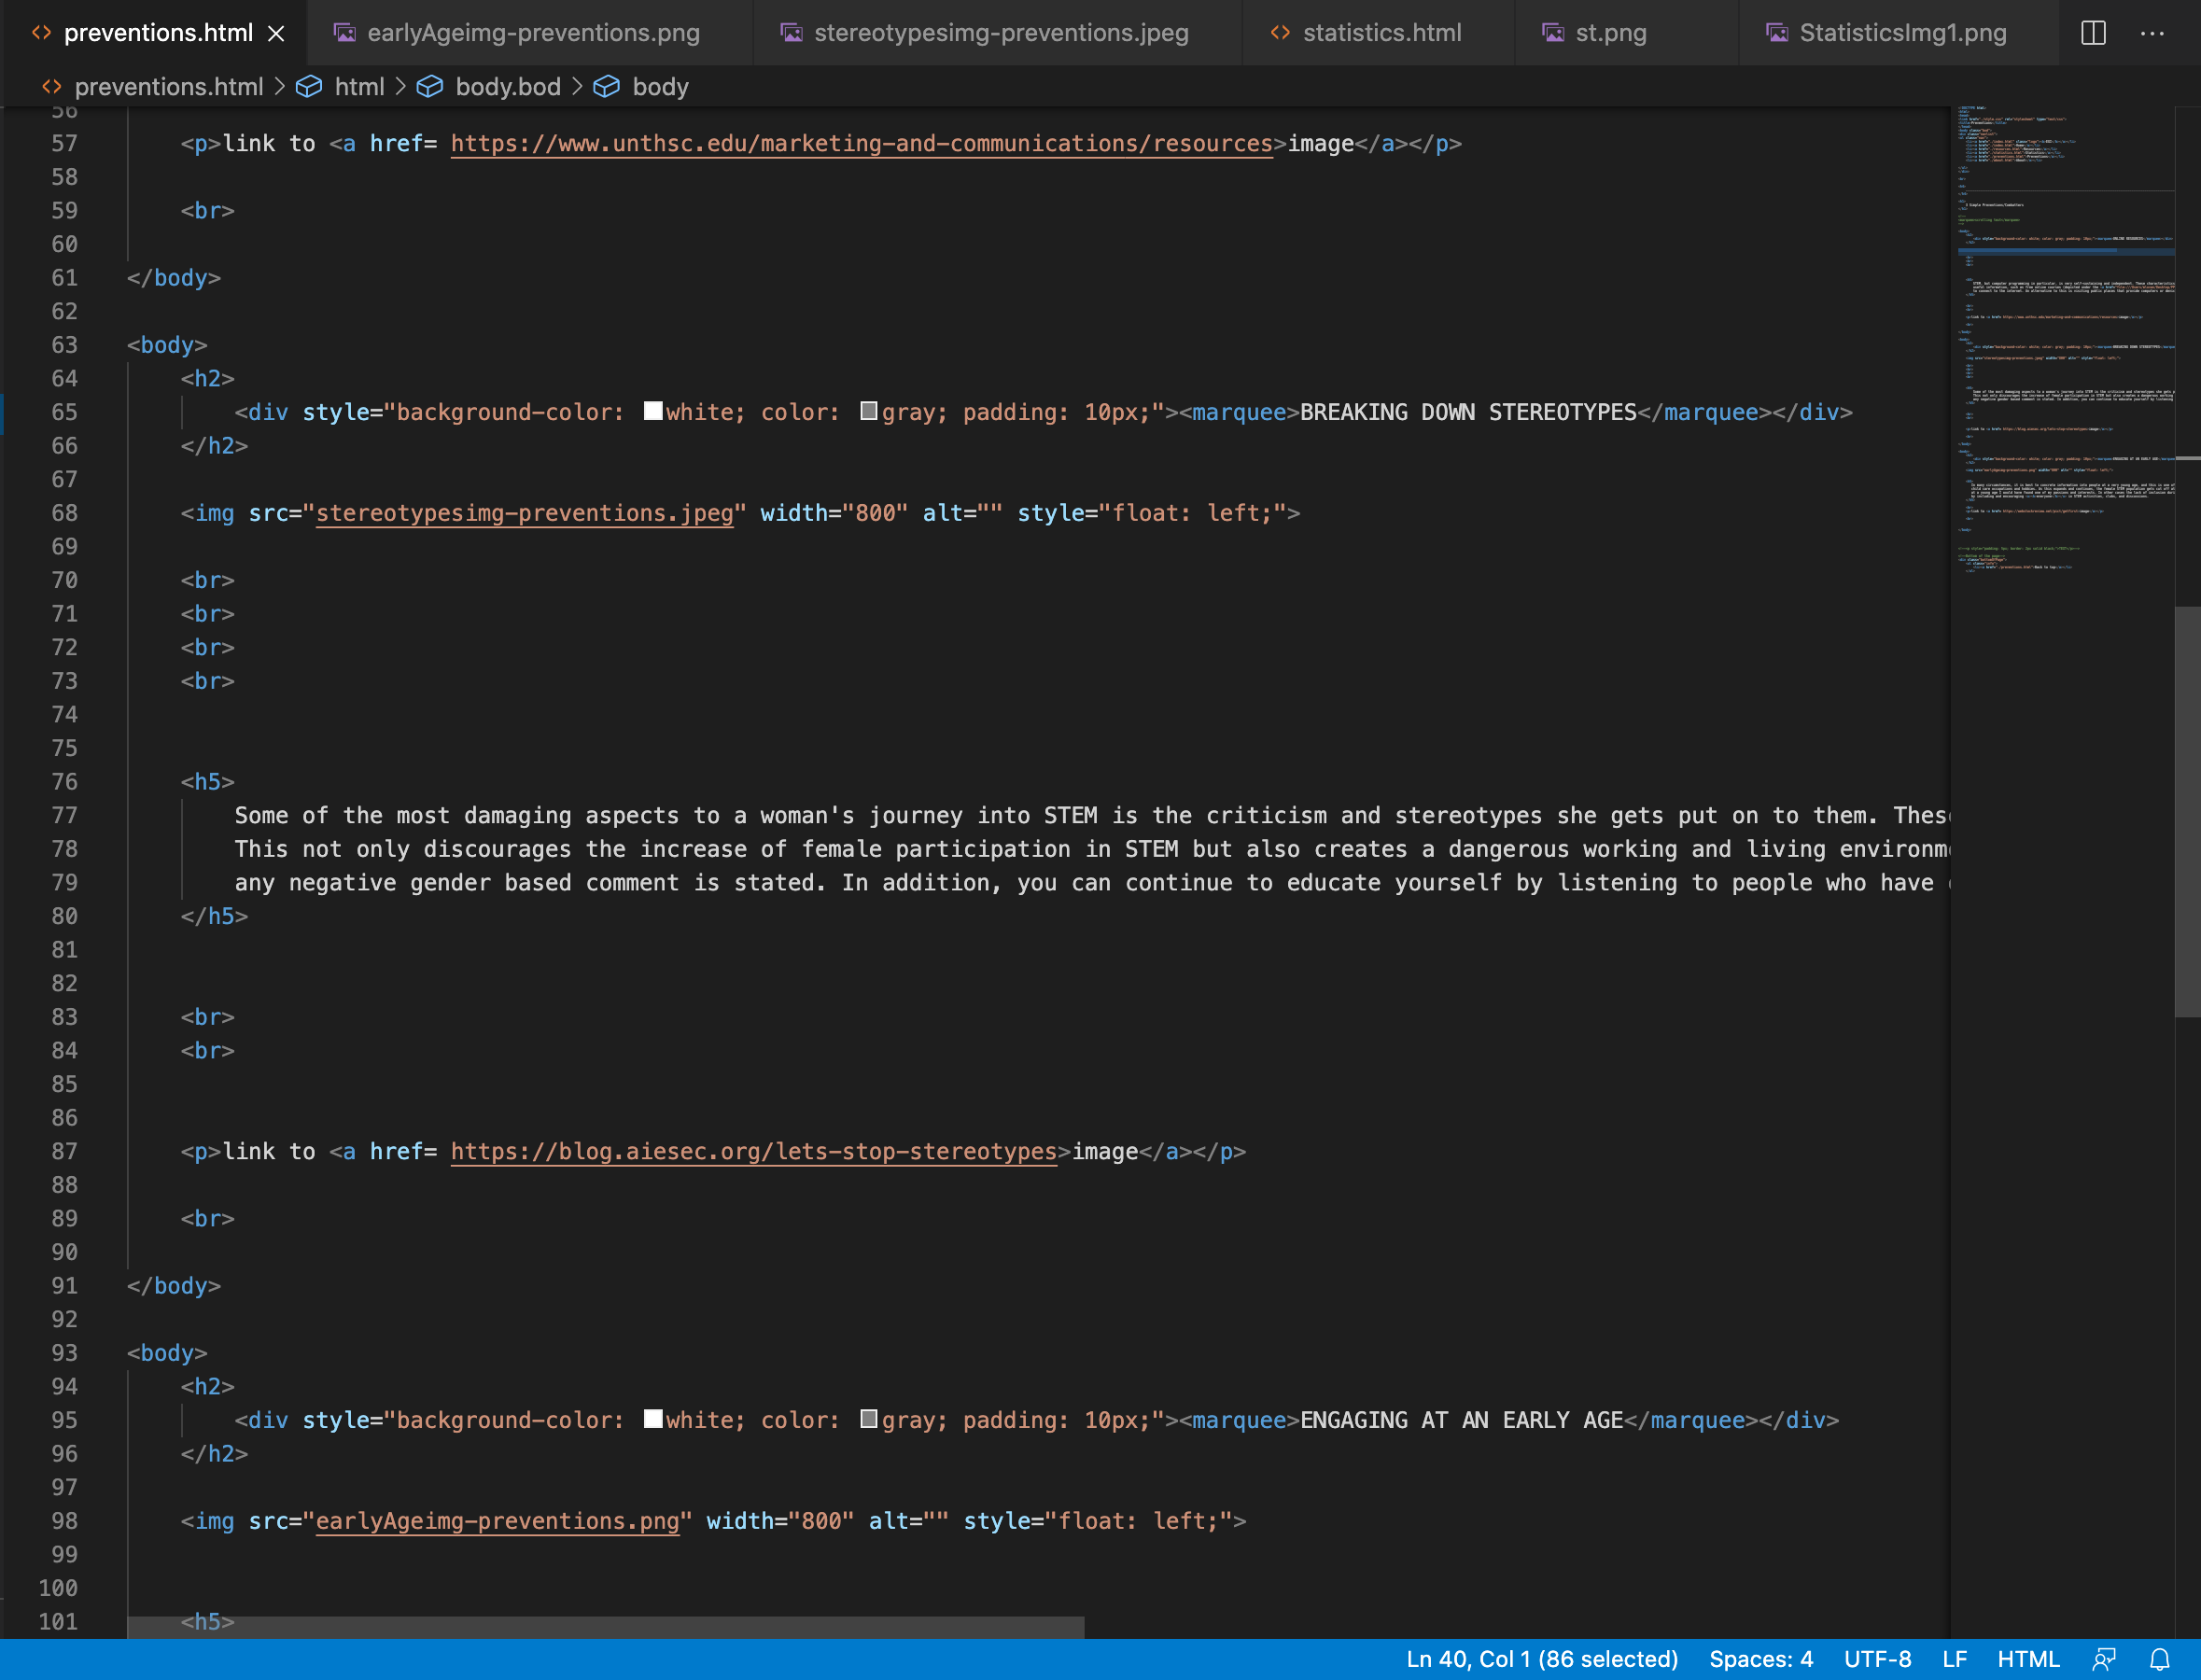 preventions.html earlyAgeimg-preventions.png stereotypesimg-preventions.jpeg statistics.html st.png StatisticsImg1.png
preventions.html > html > body.bod > body
56
57 <p>link to <a href= https://www.unthsc.edu/marketing-and-communications/resources>image</a></p>
58
59 <br>
60
61 </body>
62
63 <body>
64 <h2>
65 <div style="background-color: white; color: gray; padding: 10px;"><marquee>BREAKING DOWN STEREOTYPES</marquee></div>
66 </h2>
67
68 <img src="stereotypesimg-preventions.jpeg" width="800" alt="" style="float: left;">
69
70 <br>
71 <br>
72 <br>
73 <br>
74
75
76 <h5>
77 Some of the most damaging aspects to a woman's journey into STEM is the criticism and stereotypes she gets put on to them. These
78 This not only discourages the increase of female participation in STEM but also creates a dangerous working and living environm
79 any negative gender based comment is stated. In addition, you can continue to educate yourself by listening to people who have
80 </h5>
81
82
83 <br>
84 <br>
85
86
87 <p>link to <a href= https://blog.aiesec.org/lets-stop-stereotypes>image</a></p>
88
89 <br>
90
91 </body>
92
93 <body>
94 <h2>
95 <div style="background-color: white; color: gray; padding: 10px;"><marquee>ENGAGING AT AN EARLY AGE</marquee></div>
96 </h2>
97
98 <img src="earlyAgeimg-preventions.png" width="800" alt="" style="float: left;">
99
100
101 <h5>
Ln 40, Col 1 (86 selected) Spaces: 4 UTF-8 LF HTML